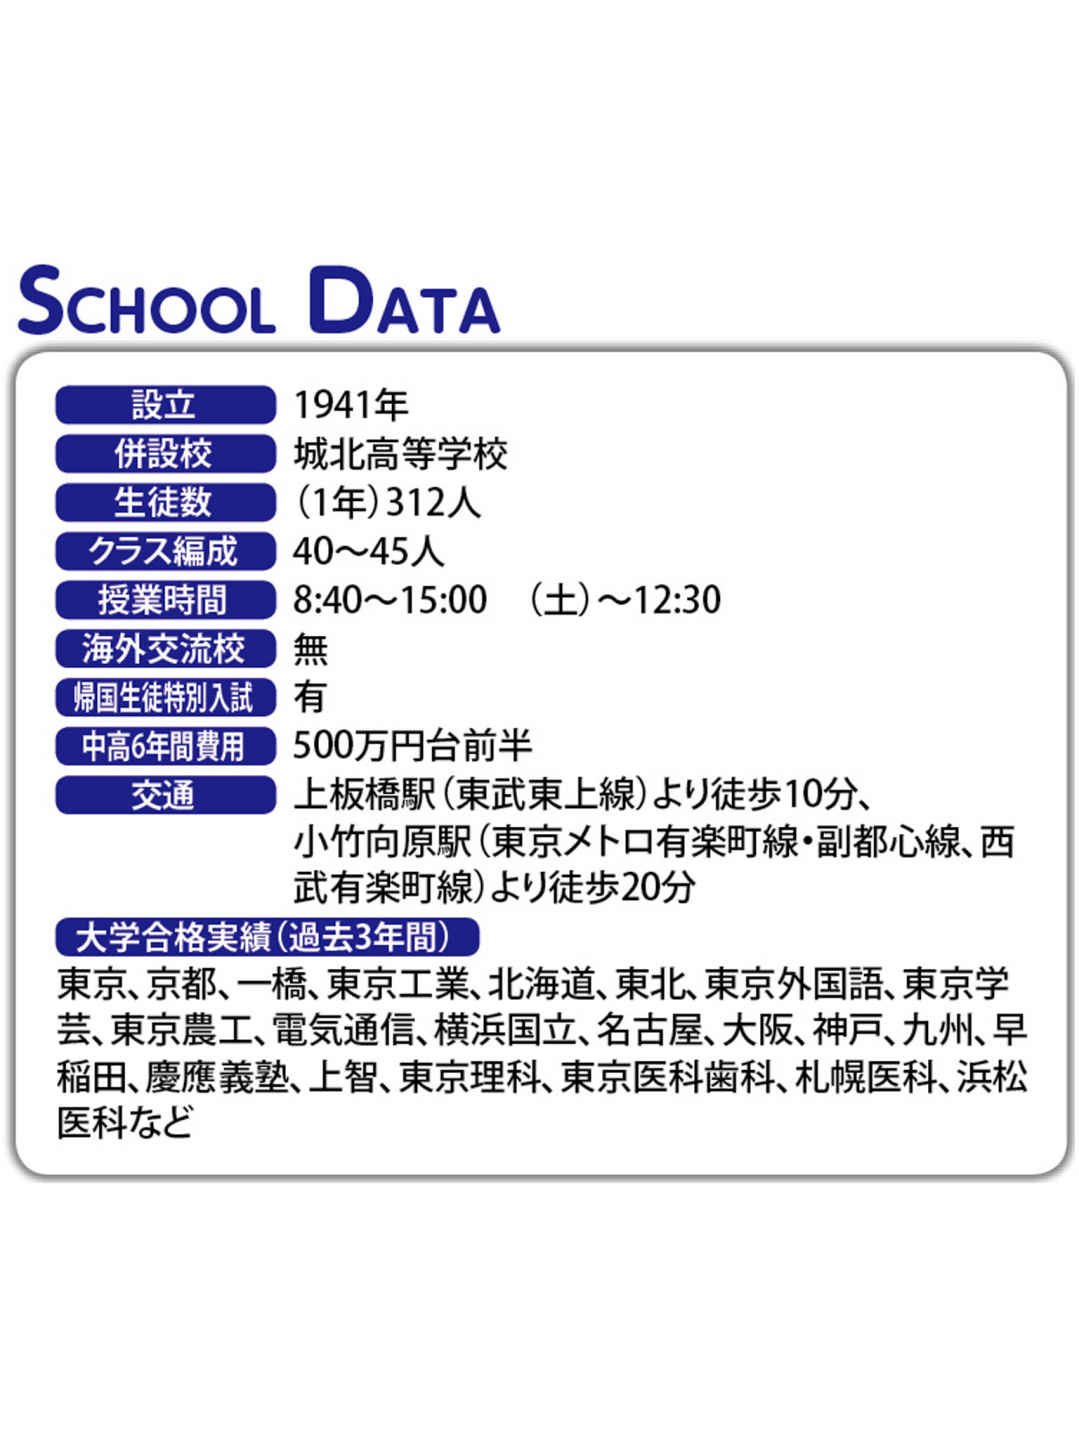 SCHOOL DATA
設立 1941年
併設校 城北高等学校
生徒数 （1年）312人
クラス編成 40〜45人
授業時間 8:40〜15:00　（土）〜12:30
海外交流校 無
帰国生徒特別入試 有
中高6年間費用 500万円台前半
交通 上板橋駅（東武東上線）より徒歩10分、
小竹向原駅（東京メトロ有楽町線・副都心線、西
武有楽町線）より徒歩20分
大学合格実績（過去3年間）
東京、京都、一橋、東京工業、北海道、東北、東京外国語、東京学
芸、東京農工、電気通信、横浜国立、名古屋、大阪、神戸、九州、早
稲田、慶應義塾、上智、東京理科、東京医科歯科、札幌医科、浜松
医科など